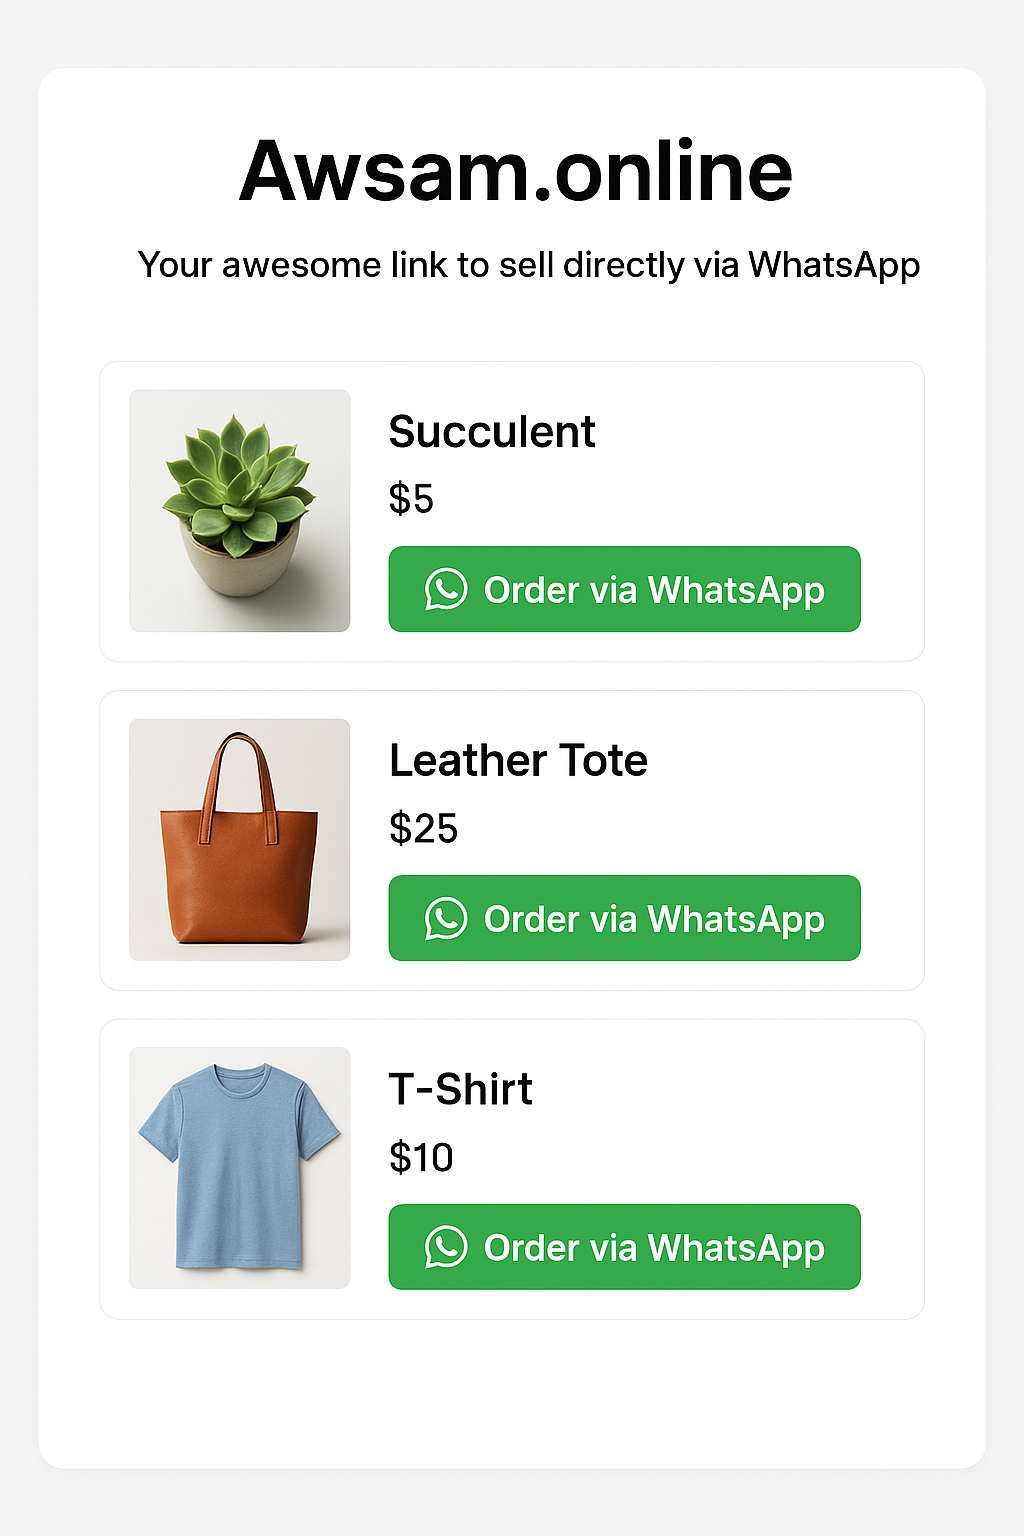 Awsam.online
Your awesome link to sell directly via WhatsApp
Succulent
$5
Order via WhatsApp
Leather Tote
$25
Order via WhatsApp
T-Shirt
$10
Order via WhatsApp